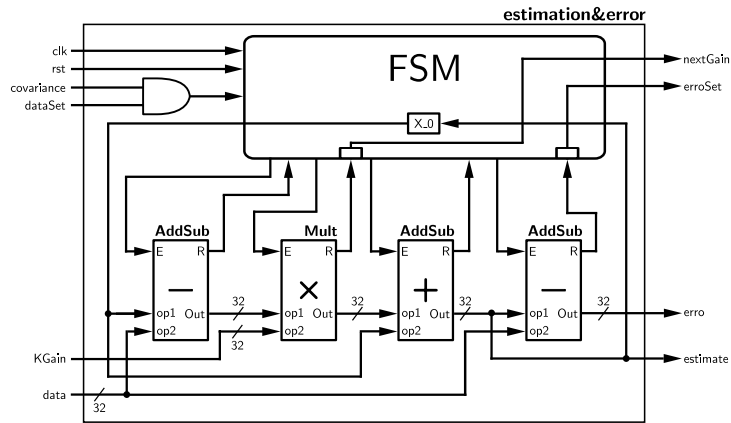 estimation&error
clk
FSM
nextGain
rst
covariance
erroSet
dataSet
X_0
AddSub
Mult
AddSub
AddSub
E R
E R
E R
E R
−
×
+
−
32
32
32
32
op1 Out
op1 Out
op1 Out
op1 Out
erro
op2
op2
op2
op2
32
KGain
estimate
data
32